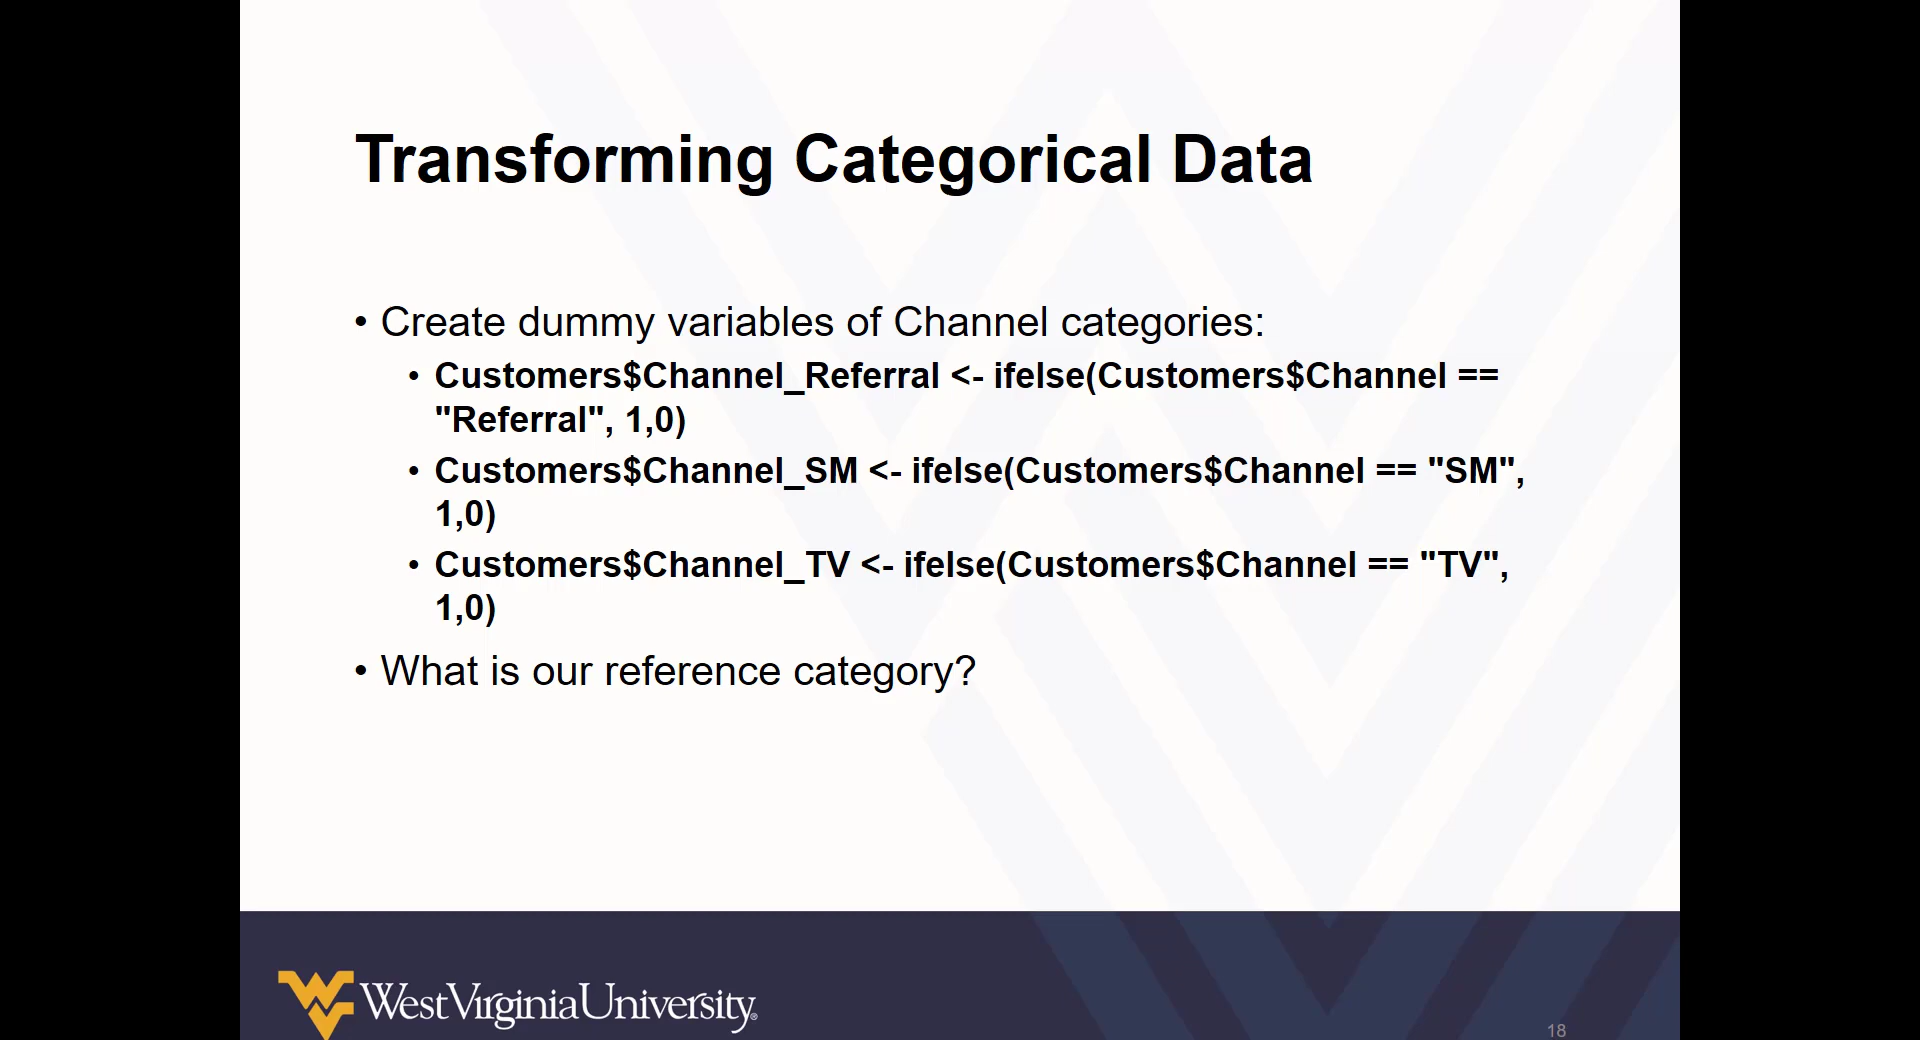 Transforming Categorical Data
• Create dummy variables of Channel categories:
• Customers$Channel_Referral <- ifelse(Customers$Channel ==
"Referral", 1,0)
• Customers$Channel_SM <- ifelse(Customers$Channel == "SM",
1,0)
• Customers$Channel_TV <- ifelse(Customers$Channel == "TV",
1,0)
• What is our reference category?
WestVirginiaUniversity®
18